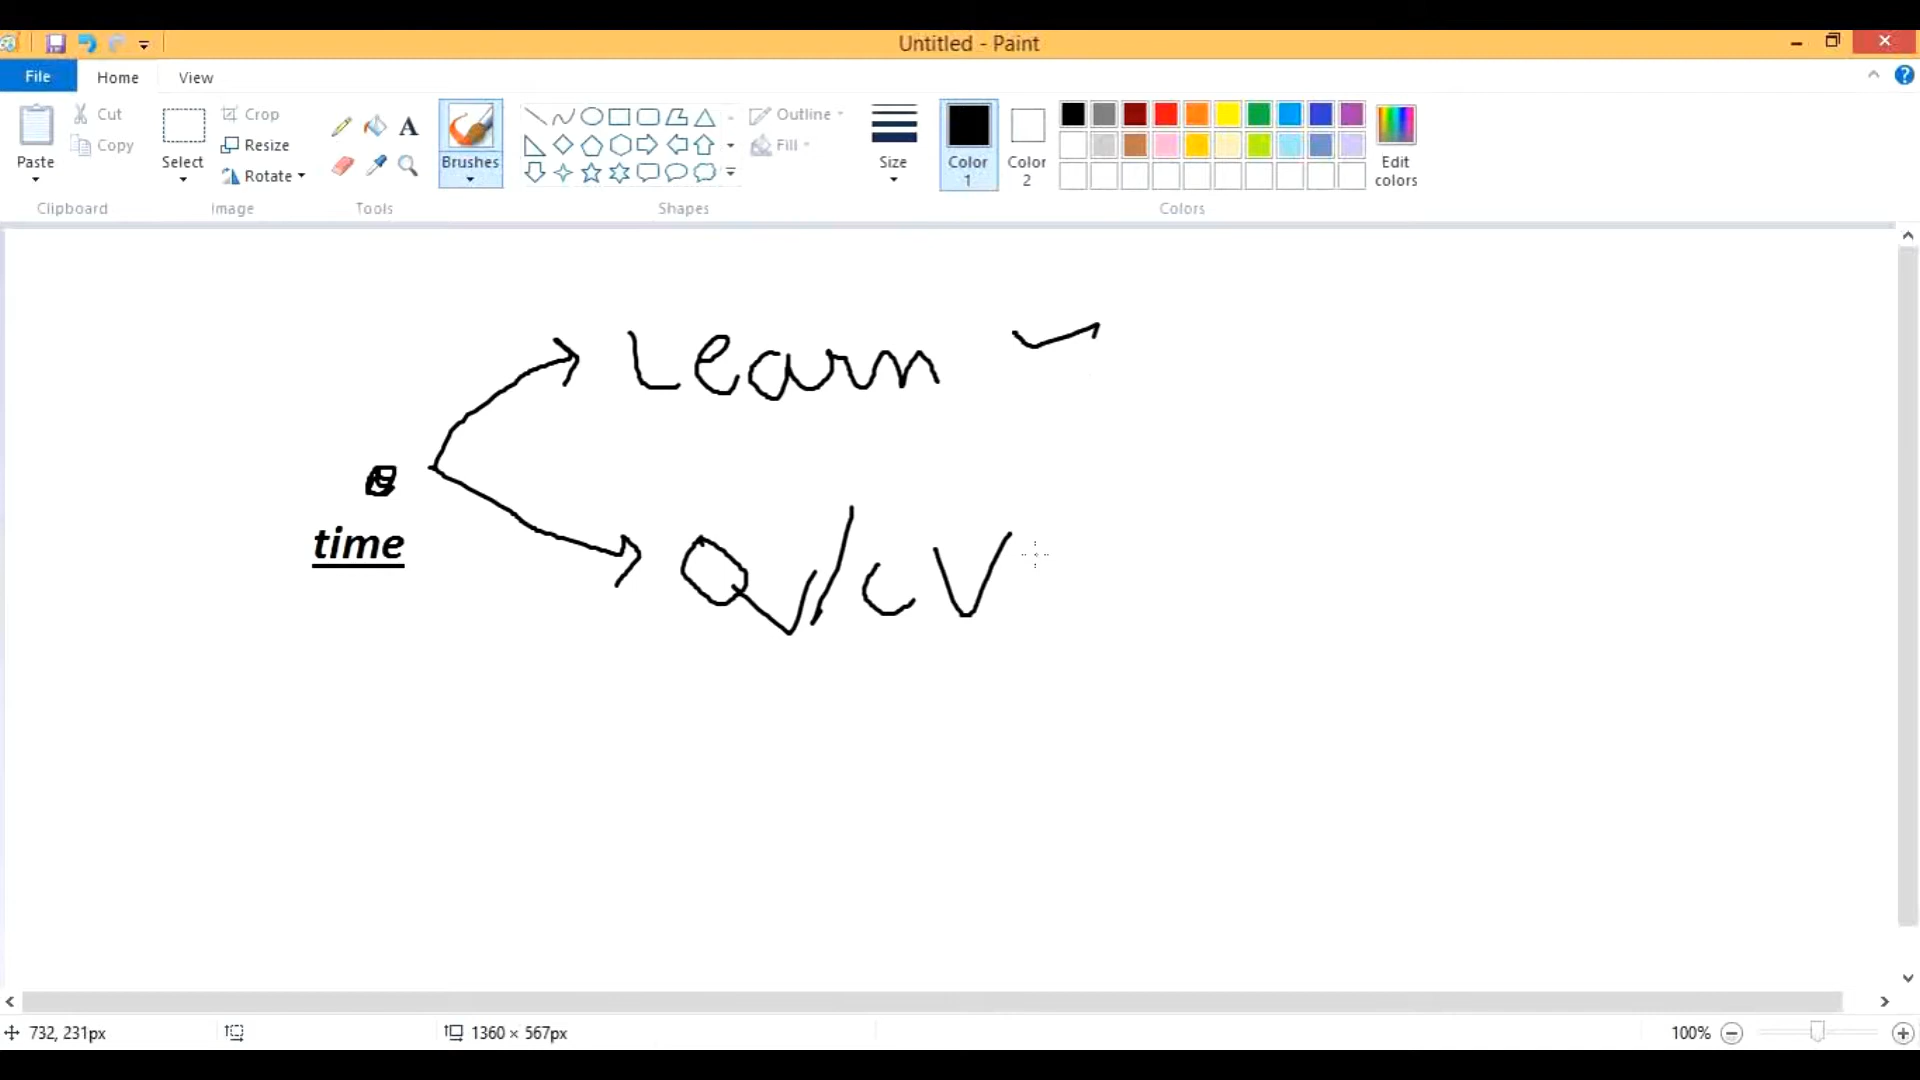 Untitled - Paint
File Home View
Paste
Cut
Copy
Clipboard
Select
Crop
Resize
Rotate
Image
A
Tools
Brushes
Shapes
Outline
Fill
Size
Color 1
Color 2
Edit colors
Colors
Learn
time
Q/CV
732, 231px
1360 × 567px
100%